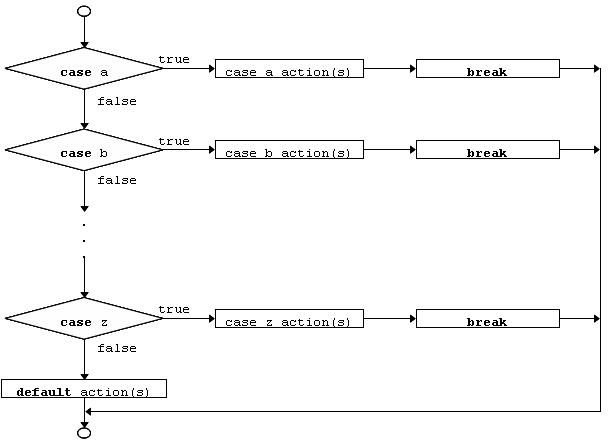 true
case a
case a action(s)
break
false
true
case b
case b action(s)
break
false
.
.
.
true
case z
case z action(s)
break
false
default action(s)